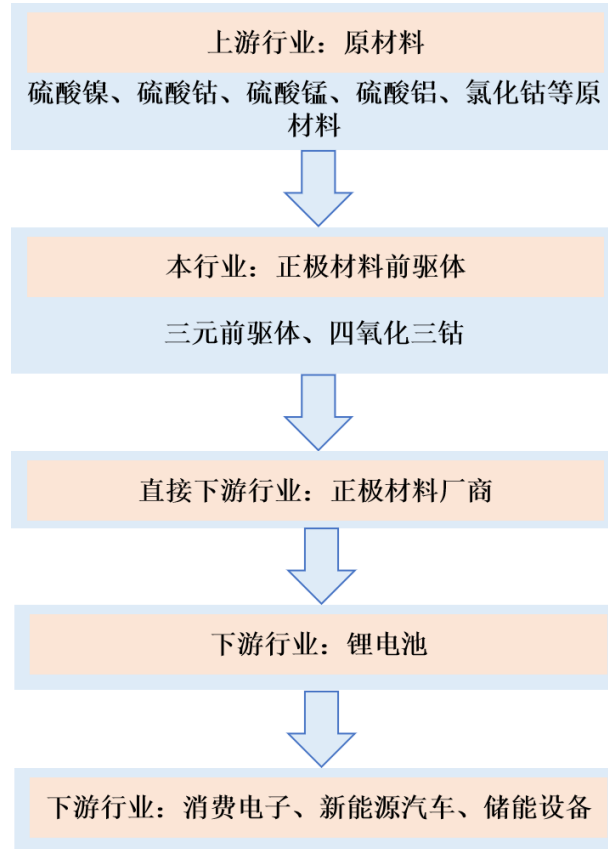 上游行业：原材料
硫酸镍、硫酸钴、硫酸锰、硫酸铝、氯化钴等原
材料
本行业：正极材料前驱体
三元前驱体、四氧化三钴
直接下游行业：正极材料厂商
下游行业：锂电池
下游行业：消费电子、新能源汽车、储能设备